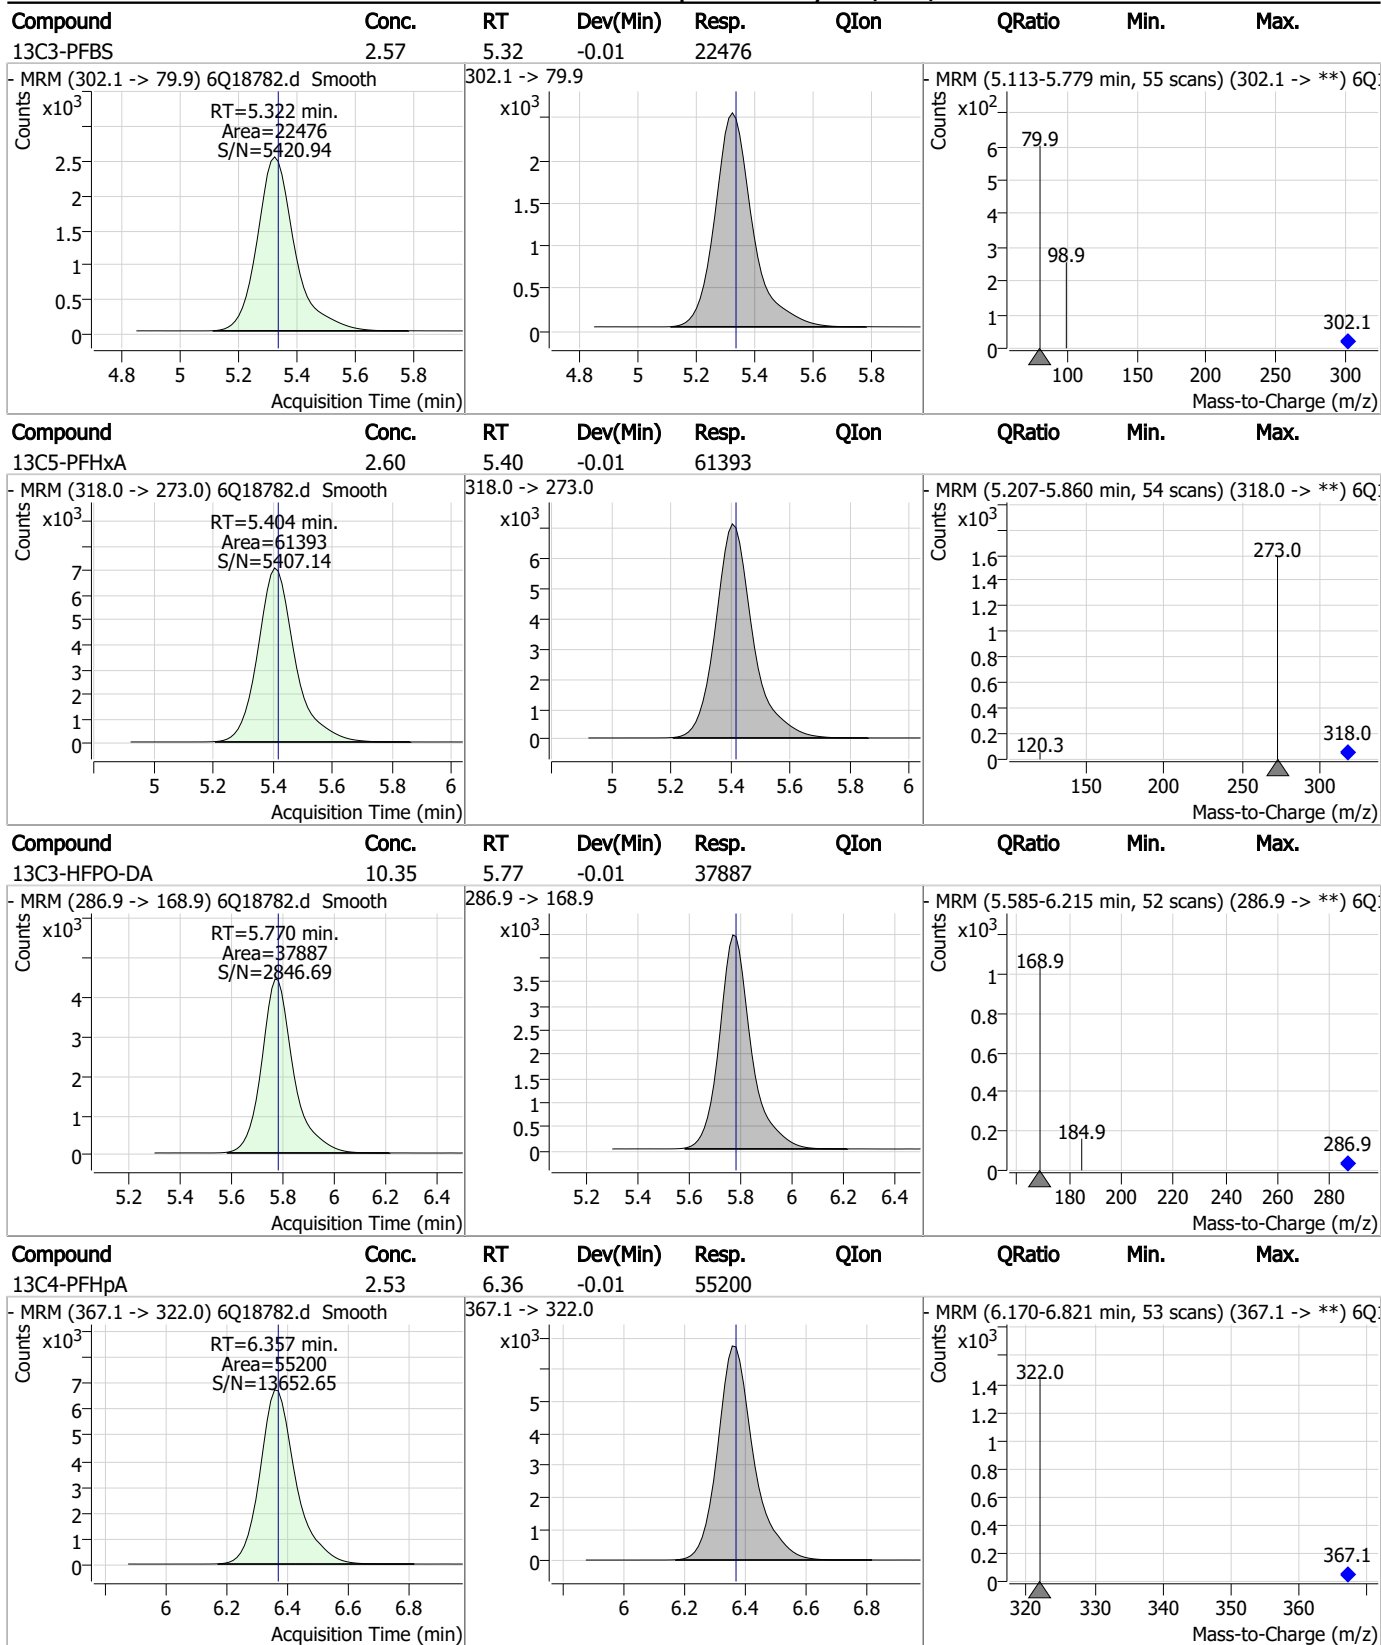 Compound Conc. RT Dev(Min) Resp. QIon QRatio Min. Max.
13C3-PFBS 2.57 5.32 -0.01 22476
- MRM (302.1 -> 79.9) 6Q18782.d Smooth 302.1 -> 79.9 - MRM (5.113-5.779 min, 55 scans) (302.1 -> **) 6Q
Counts x10³ RT=5.322 min. x10³ Counts x10²
Area=22476
S/N=5420.94
2.5 2 1.5 1 0.5 0
2 1.5 1 0.5 0
6 5 4 3 2 1 0
79.9 98.9 302.1
4.8 5 5.2 5.4 5.6 5.8 4.8 5 5.2 5.4 5.6 5.8 100 150 200 250 300
Acquisition Time (min) Mass-to-Charge (m/z)
Compound Conc. RT Dev(Min) Resp. QIon QRatio Min. Max.
13C5-PFHxA 2.60 5.40 -0.01 61393
- MRM (318.0 -> 273.0) 6Q18782.d Smooth 318.0 -> 273.0 - MRM (5.207-5.860 min, 54 scans) (318.0 -> **) 6Q
Counts x10³ RT=5.404 min. x10³ Counts x10³
Area=61393
S/N=5407.14
7 6 5 4 3 2 1 0
6 5 4 3 2 1 0
1.6 1.4 1.2 1 0.8 0.6 0.4 0.2 0
273.0 120.3 318.0
5 5.2 5.4 5.6 5.8 6 5 5.2 5.4 5.6 5.8 6 150 200 250 300
Acquisition Time (min) Mass-to-Charge (m/z)
Compound Conc. RT Dev(Min) Resp. QIon QRatio Min. Max.
13C3-HFPO-DA 10.35 5.77 -0.01 37887
- MRM (286.9 -> 168.9) 6Q18782.d Smooth 286.9 -> 168.9 - MRM (5.585-6.215 min, 52 scans) (286.9 -> **) 6Q
Counts x10³ RT=5.770 min. x10³ Counts x10³
Area=37887
S/N=2846.69
4 3 2 1 0
3.5 3 2.5 2 1.5 1 0.5 0
1 0.8 0.6 0.4 0.2 0
168.9 184.9 286.9
5.2 5.4 5.6 5.8 6 6.2 6.4 5.2 5.4 5.6 5.8 6 6.2 6.4 180 200 220 240 260 280
Acquisition Time (min) Mass-to-Charge (m/z)
Compound Conc. RT Dev(Min) Resp. QIon QRatio Min. Max.
13C4-PFHpA 2.53 6.36 -0.01 55200
- MRM (367.1 -> 322.0) 6Q18782.d Smooth 367.1 -> 322.0 - MRM (6.170-6.821 min, 53 scans) (367.1 -> **) 6Q
Counts x10³ RT=6.357 min. x10³ Counts x10³
Area=55200
S/N=13652.65
7 6 5 4 3 2 1 0
5 4 3 2 1 0
1.4 1.2 1 0.8 0.6 0.4 0.2 0
322.0 367.1
6 6.2 6.4 6.6 6.8 6 6.2 6.4 6.6 6.8 320 330 340 350 360
Acquisition Time (min) Mass-to-Charge (m/z)